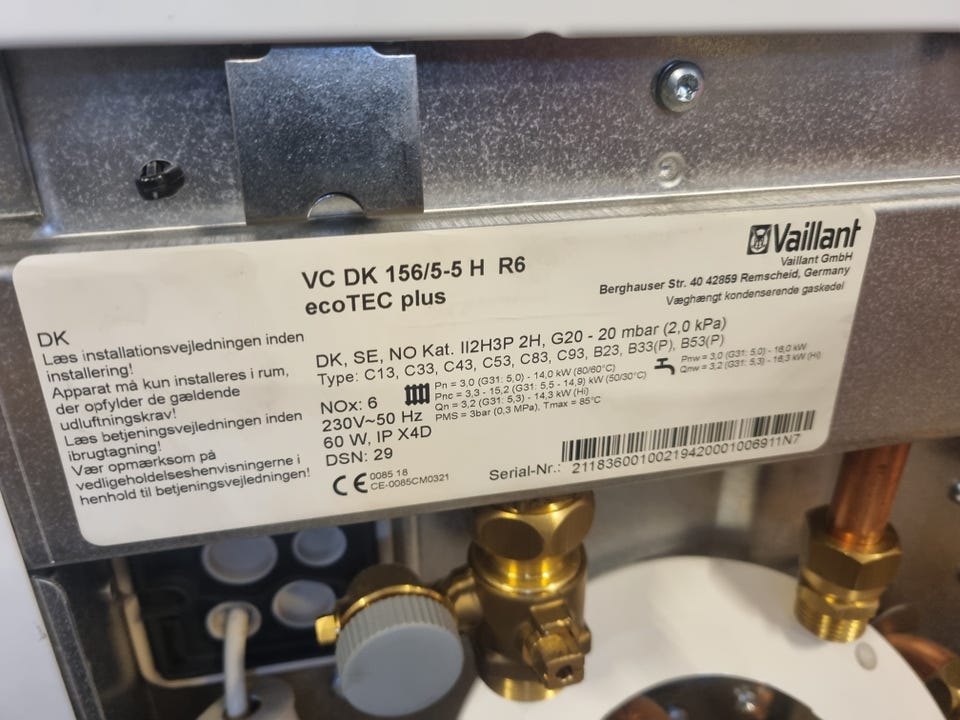 Vaillant
Vaillant GmbH
Berghauser Str. 40 42859 Remscheid, Germany
Væghængt kondenserende gaskedel
VC DK 156/5-5 H R6
ecoTEC plus
DK
Læs installationsvejledningen inden
installering!
Apparat må kun installeres i rum,
der opfylder de gældende
udluftningskrav!
Læs betjeningsvejledningen inden
ibrugtagning!
Vær opmærksom på
vedligeholdelseshenvisningerne i
henhold til betjeningsvejledningen!
DK, SE, NO Kat. II2H3P 2H, G20 - 20 mbar (2,0 kPa)
Type: C13, C33, C43, C53, C83, C93, B23, B33(P), B53(P)
NOx: 6
230V~50 Hz
60 W, IP X4D
DSN: 29
Pn = 3,0 (G31: 5,0) - 14,0 kW (80/60°C)
Pnc = 3,3 - 15,2 (G31: 5,5 - 14,9) kW (50/30°C)
Qn = 3,2 (G31: 5,3) - 14,3 kW (Hi)
PMS = 3bar (0,3 MPa). Tmax = 85°C
Pnw = 3,0 (G31: 5,0) - 16,0 kW
Qnw = 3,2 (G31: 5,3) - 16,3 kW (Hi)
CE 0085 18
CE-0085CM0321
Serial-Nr.: 21183600100219420001006911N7